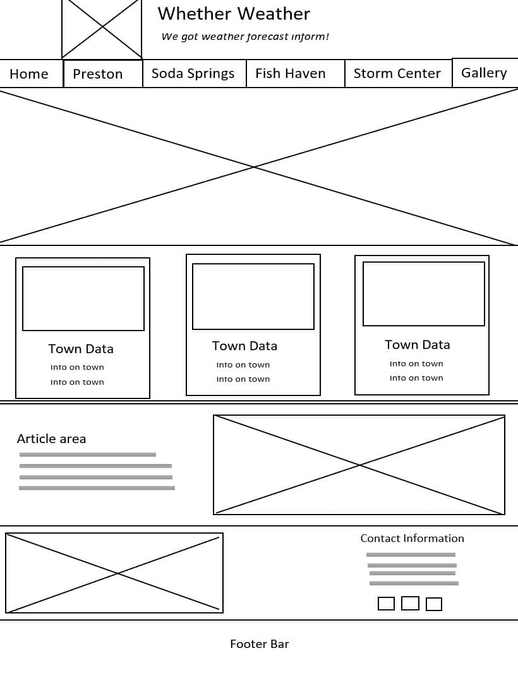 Whether Weather
We got weather forecast inform!
Home Preston Soda Springs Fish Haven Storm Center Gallery
Town Data Town Data Town Data
Info on town Info on town Info on town
Info on town Info on town Info on town
Article area
Contact Information
Footer Bar